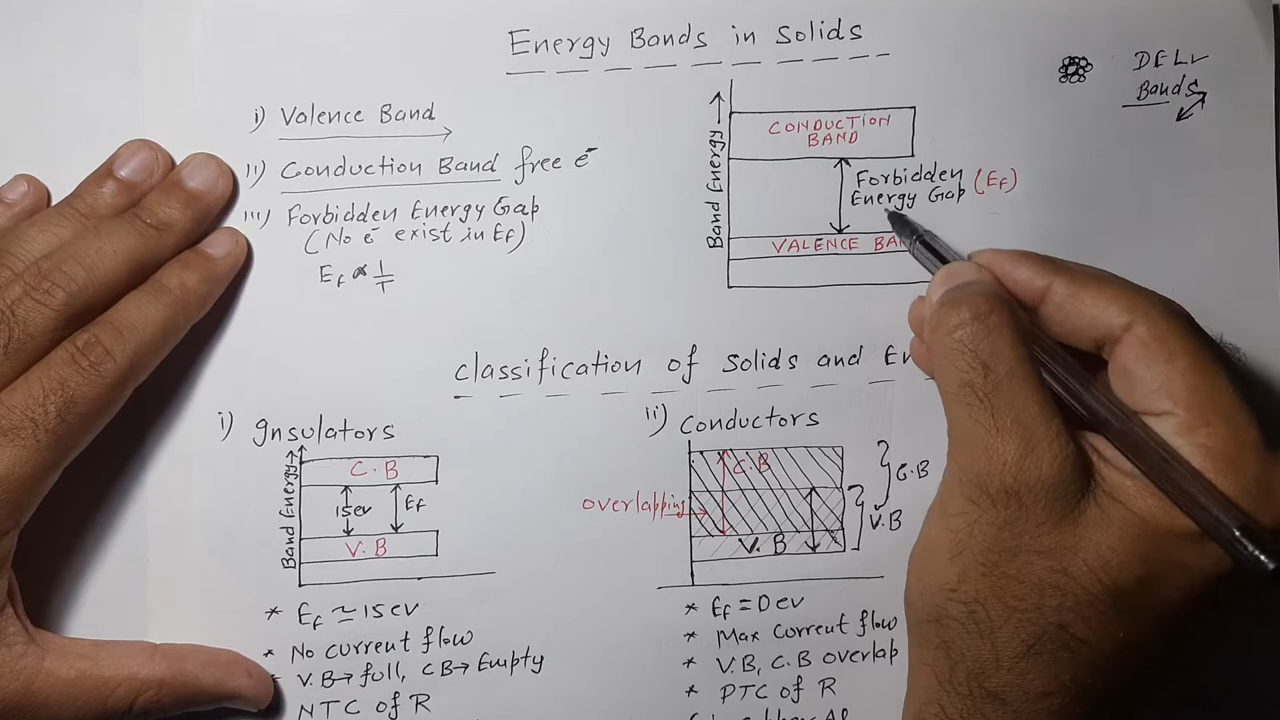 Energy Bands in Solids
DELr
Bands
i) Valence Band
ii) Conduction Band free e⁻
iii) Forbidden Energy Gap
(No e⁻ exist in Ef)
Ef ∝ 1/T
Band Energy →
CONDUCTION
BAND
Forbidden
Energy Gap (Ef)
VALENCE
classification of Solids and
i) Insulators
Band Energy →
C.B
15ev
Ef
V.B
* Ef ≃ 15ev
* No current flow
* V.B→full, CB→Empty
NTC of R
ii) Conductors
C.B
overlapping
V.B
C.B
V.B
* Ef = 0ev
* Max current flow
* V.B, C.B overlap
* PTC of R